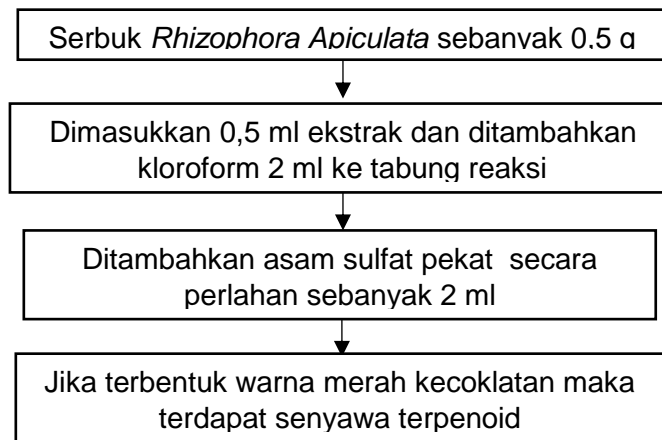 Serbuk Rhizophora Apiculata sebanyak 0,5 g
Dimasukkan 0,5 ml ekstrak dan ditambahkan
kloroform 2 ml ke tabung reaksi
Ditambahkan asam sulfat pekat secara
perlahan sebanyak 2 ml
Jika terbentuk warna merah kecoklatan maka
terdapat senyawa terpenoid